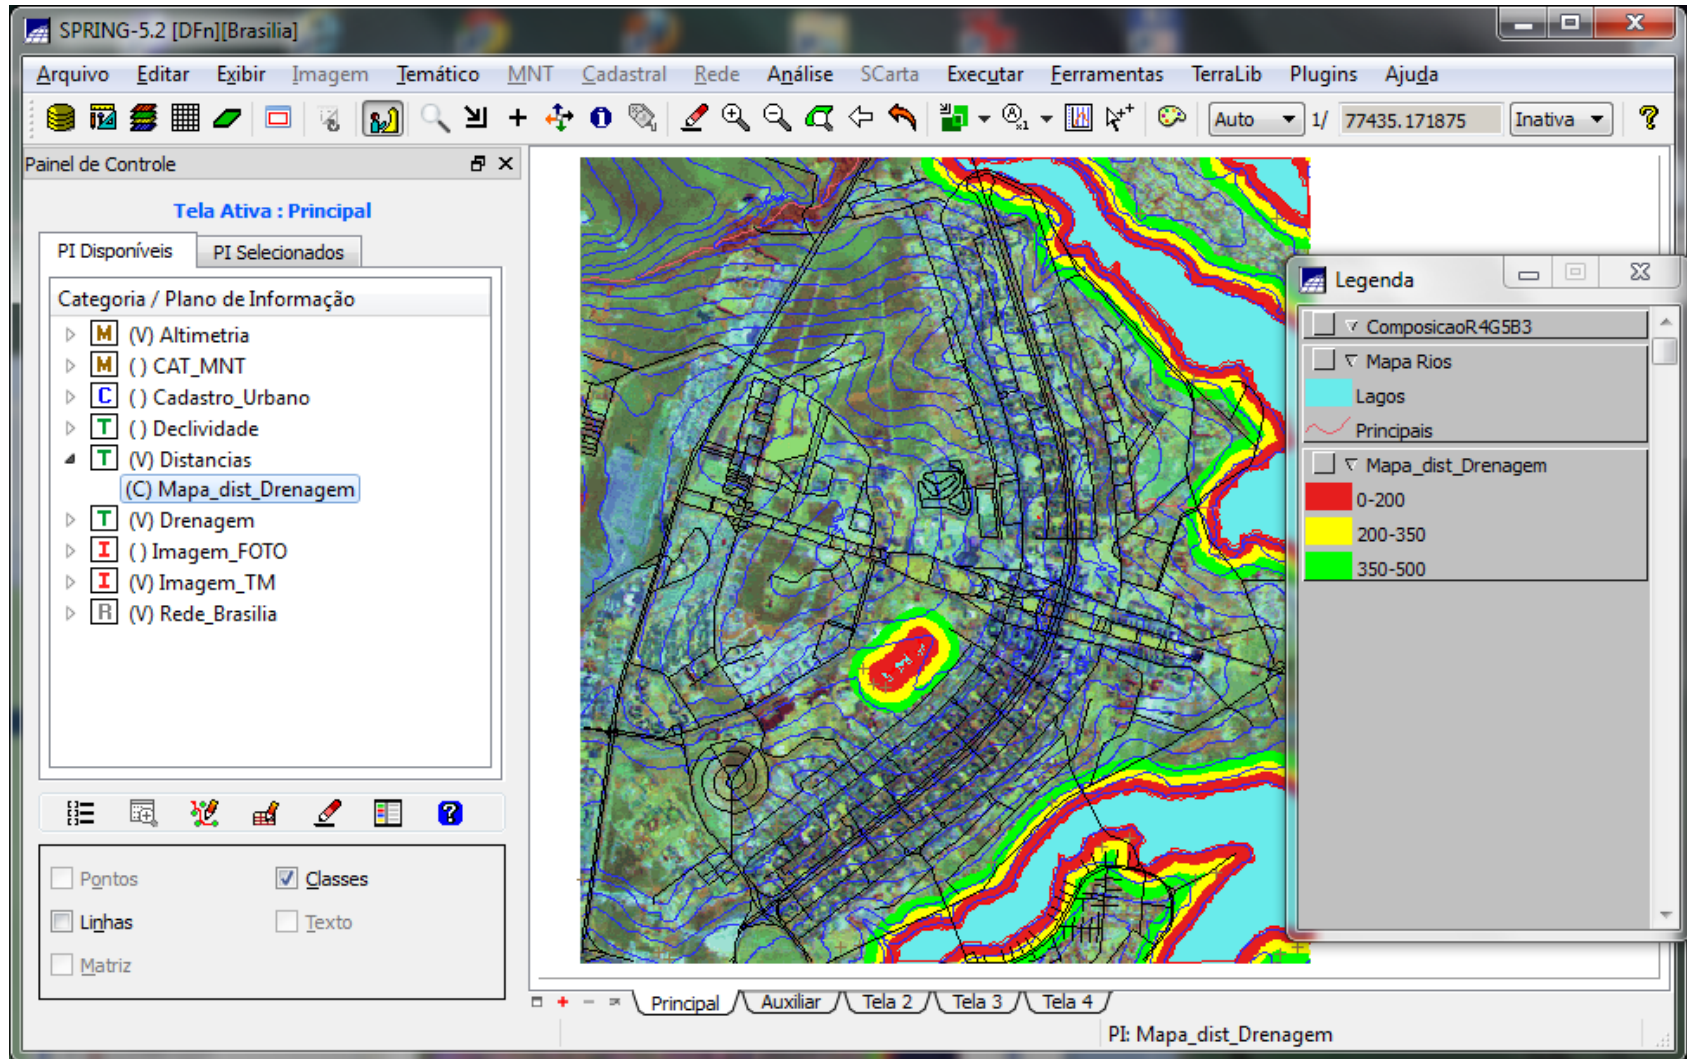 SPRING-5.2 [DFn][Brasilia]
Arquivo Editar Exibir Imagem Temático MNT Cadastral Rede Análise SCarta Executar Ferramentas TerraLib Plugins Ajuda
Auto 1/ 77435.171875 Inativa
Painel de Controle
Tela Ativa : Principal
PI Disponíveis PI Selecionados
Categoria / Plano de Informação
M (V) Altimetria
M ( ) CAT_MNT
C ( ) Cadastro_Urbano
T ( ) Declividade
T (V) Distancias
(C) Mapa_dist_Drenagem
T (V) Drenagem
I ( ) Imagem_FOTO
I (V) Imagem_TM
R (V) Rede_Brasilia
Pontos Classes
Linhas Texto
Matriz
Legenda
ComposicaoR4G5B3
Mapa Rios
Lagos
Principais
Mapa_dist_Drenagem
0-200
200-350
350-500
Principal Auxiliar Tela 2 Tela 3 Tela 4
PI: Mapa_dist_Drenagem